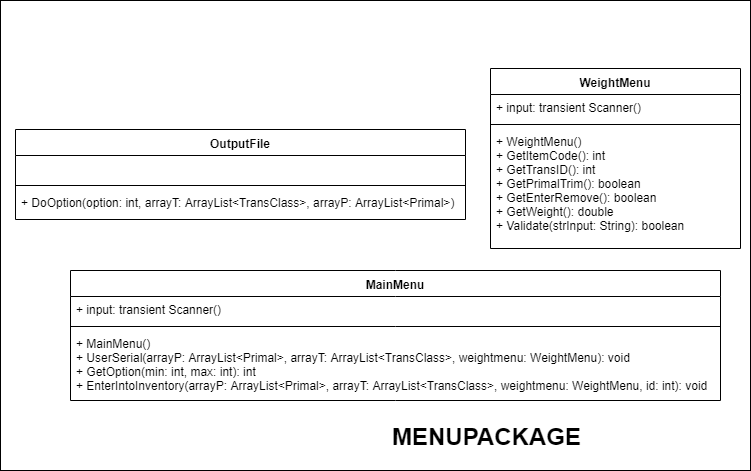 WeightMenu
+ input: transient Scanner()
+ WeightMenu()
+ GetItemCode(): int
+ GetTransID(): int
+ GetPrimalTrim(): boolean
+ GetEnterRemove(): boolean
+ GetWeight(): double
+ Validate(strInput: String): boolean
OutputFile
+ DoOption(option: int, arrayT: ArrayList<TransClass>, arrayP: ArrayList<Primal>)
MainMenu
+ input: transient Scanner()
+ MainMenu()
+ UserSerial(arrayP: ArrayList<Primal>, arrayT: ArrayList<TransClass>, weightmenu: WeightMenu): void
+ GetOption(min: int, max: int): int
+ EnterIntoInventory(arrayP: ArrayList<Primal>, arrayT: ArrayList<TransClass>, weightmenu: WeightMenu, id: int): void
MENUPACKAGE